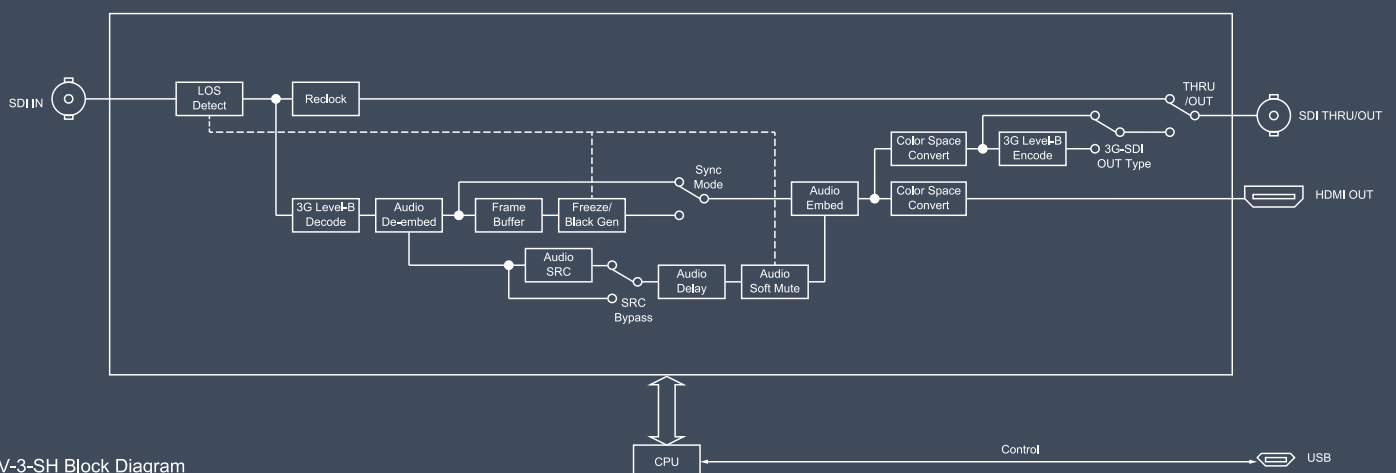 SDI IN
LOS
Detect
Reclock
THRU
/OUT
SDI THRU/OUT
Color Space
Convert
3G Level-B
Encode
3G-SDI
OUT Type
Sync
Mode
3G Level-B
Decode
Audio
De-embed
Frame
Buffer
Freeze/
Black Gen
Audio
Embed
Color Space
Convert
HDMI OUT
Audio
SRC
SRC
Bypass
Audio
Delay
Audio
Soft Mute
V-3-SH Block Diagram
CPU
Control
USB